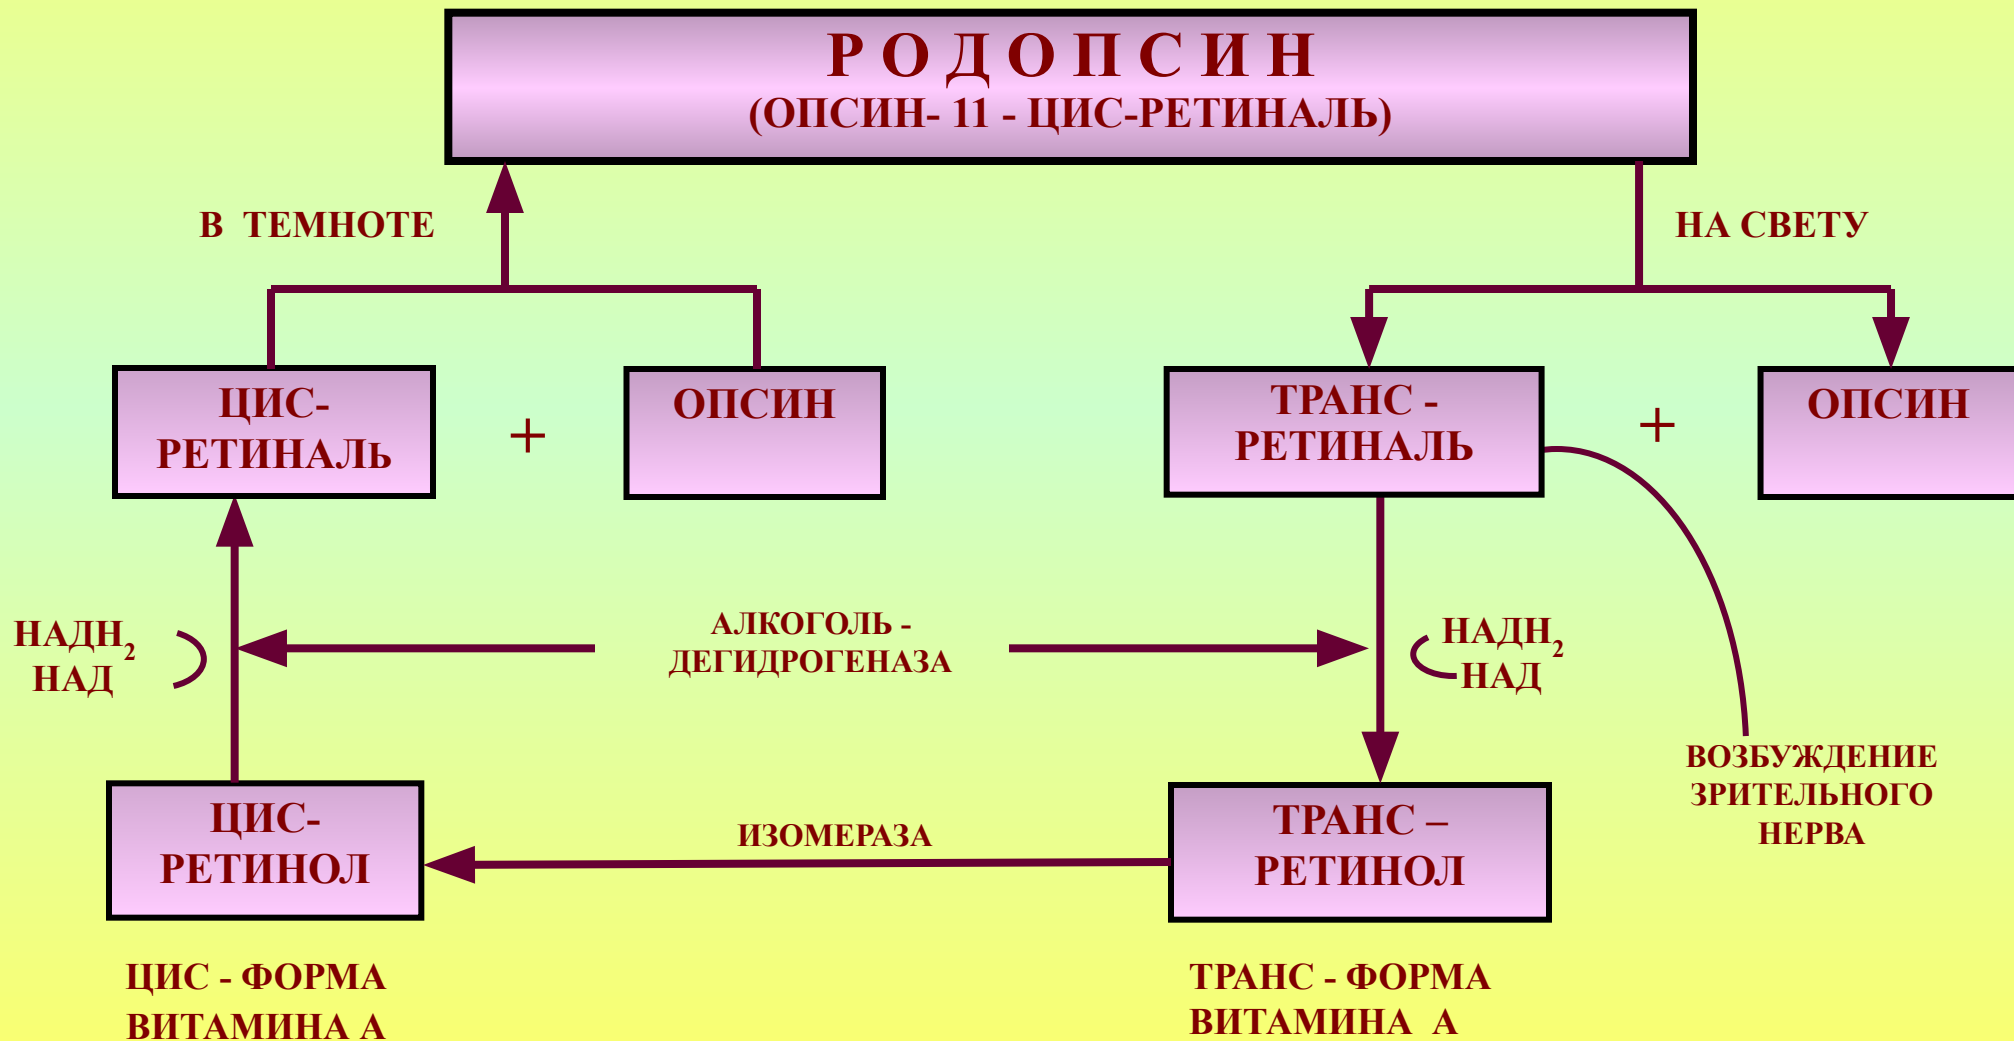 Р О Д О П С И Н
(ОПСИН- 11 - ЦИС-РЕТИНАЛЬ)
В ТЕМНОТЕ
НА СВЕТУ
ЦИС-
РЕТИНАЛЬ
+
ОПСИН
ТРАНС -
РЕТИНАЛЬ
+
ОПСИН
НАДН2
НАД
АЛКОГОЛЬ -
ДЕГИДРОГЕНАЗА
НАДН2
НАД
ВОЗБУЖДЕНИЕ
ЗРИТЕЛЬНОГО
НЕРВА
ЦИС-
РЕТИНОЛ
ИЗОМЕРАЗА
ТРАНС –
РЕТИНОЛ
ЦИС - ФОРМА
ВИТАМИНА А
ТРАНС - ФОРМА
ВИТАМИНА А